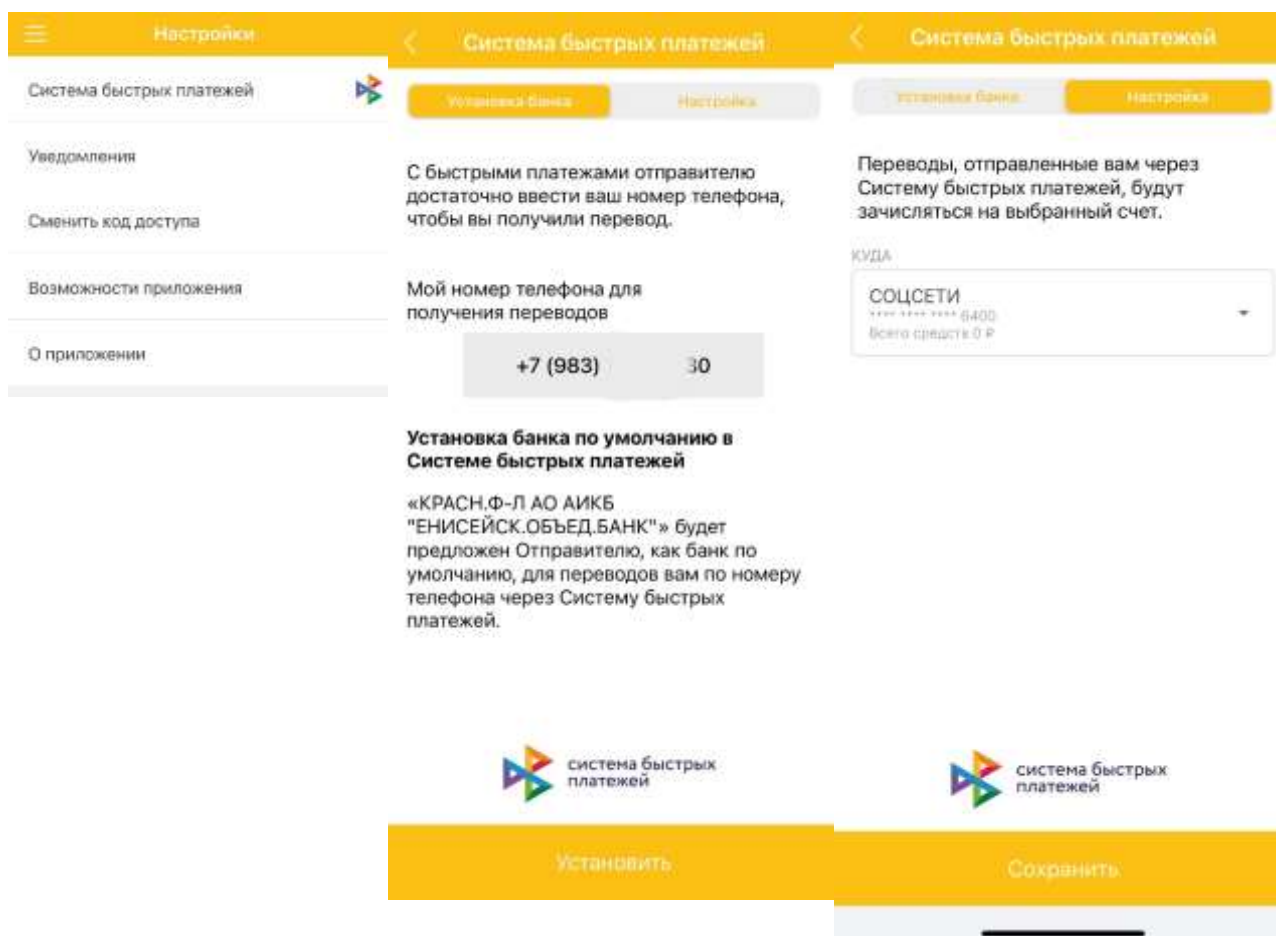 Настройки
Система быстрых платежей
Уведомления
Сменить код доступа
Возможности приложения
О приложении
Система быстрых платежей
Установка банка
Настройка
С быстрыми платежами отправителю
достаточно ввести ваш номер телефона,
чтобы вы получили перевод.
Мой номер телефона для
получения переводов
+7 (983) 30
Установка банка по умолчанию в
Системе быстрых платежей
«КРАСН.Ф-Л АО АИКБ
"ЕНИСЕЙСК.ОБЪЕД.БАНК"» будет
предложен Отправителю, как банк по
умолчанию, для переводов вам по номеру
телефона через Систему быстрых
платежей.
система быстрых
платежей
Установить
Система быстрых платежей
Установка банка
Настройка
Переводы, отправленные вам через
Систему быстрых платежей, будут
зачисляться на выбранный счет.
КУДА
СОЦСЕТИ
**** **** **** 6400
Всего средств 0 ₽
система быстрых
платежей
Сохранить